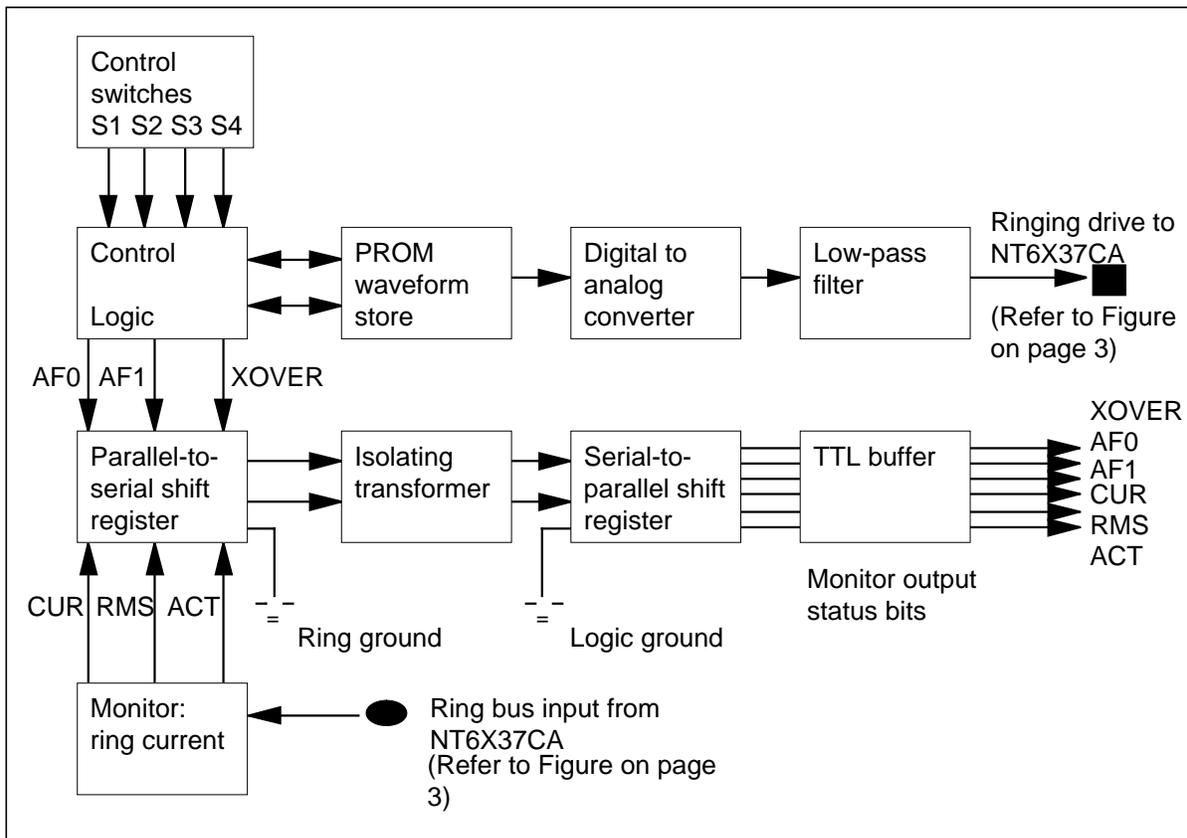 Control
switches
S1 S2 S3 S4
Control
Logic
PROM
waveform
store
Digital to
analog
converter
Low-pass
filter
Ringing drive to
NT6X37CA
(Refer to Figure
on page 3)
AF0 AF1 XOVER
Parallel-to-
serial shift
register
Isolating
transformer
Serial-to-
parallel shift
register
TTL buffer
XOVER
AF0
AF1
CUR
RMS
ACT
Monitor output
status bits
CUR RMS ACT
Ring ground
Logic ground
Monitor:
ring current
Ring bus input from
NT6X37CA
(Refer to Figure on page
3)